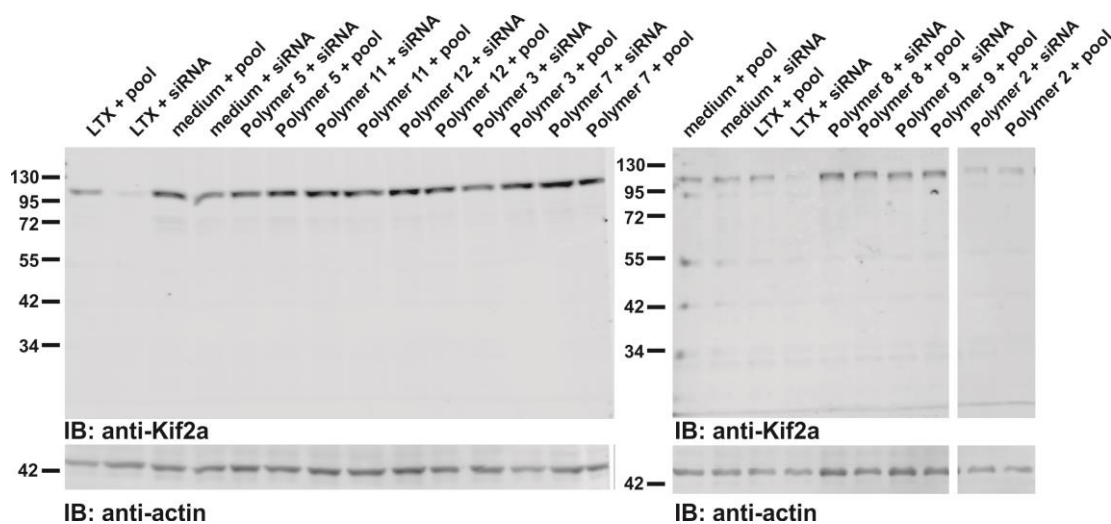 LTX + pool
LTX + siRNA
medium + pool
medium + siRNA
Polymer 5 + siRNA
Polymer 5 + pool
Polymer 11 + siRNA
Polymer 11 + pool
Polymer 12 + siRNA
Polymer 12 + pool
Polymer 3 + siRNA
Polymer 3 + pool
Polymer 7 + siRNA
Polymer 7 + pool
130
95
72
55
42
34
IB: anti-Kif2a
42
IB: anti-actin
medium + pool
medium + siRNA
LTX + pool
LTX + siRNA
Polymer 8 + siRNA
Polymer 8 + pool
Polymer 9 + siRNA
Polymer 9 + pool
Polymer 2 + siRNA
Polymer 2 + pool
130
95
72
55
42
34
IB: anti-Kif2a
42
IB: anti-actin